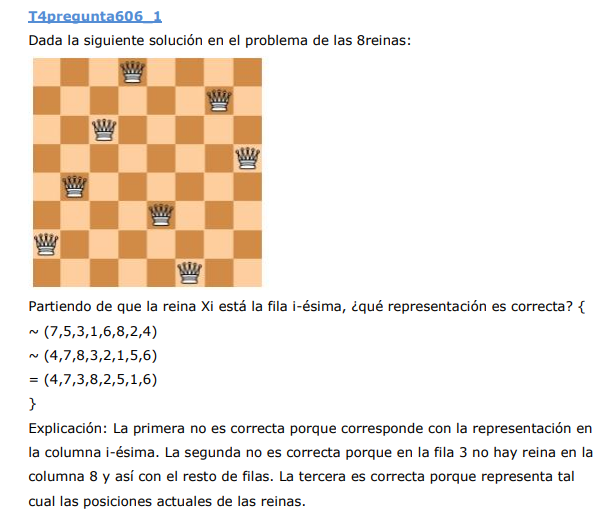 T4pregunta606_1
Dada la siguiente solución en el problema de las 8reinas:
Partiendo de que la reina Xi está la fila i-ésima, ¿qué representación es correcta? {
~ (7,5,3,1,6,8,2,4)
~ (4,7,8,3,2,1,5,6)
= (4,7,3,8,2,5,1,6)
}
Explicación: La primera no es correcta porque corresponde con la representación en
la columna i-ésima. La segunda no es correcta porque en la fila 3 no hay reina en la
columna 8 y así con el resto de filas. La tercera es correcta porque representa tal
cual las posiciones actuales de las reinas.